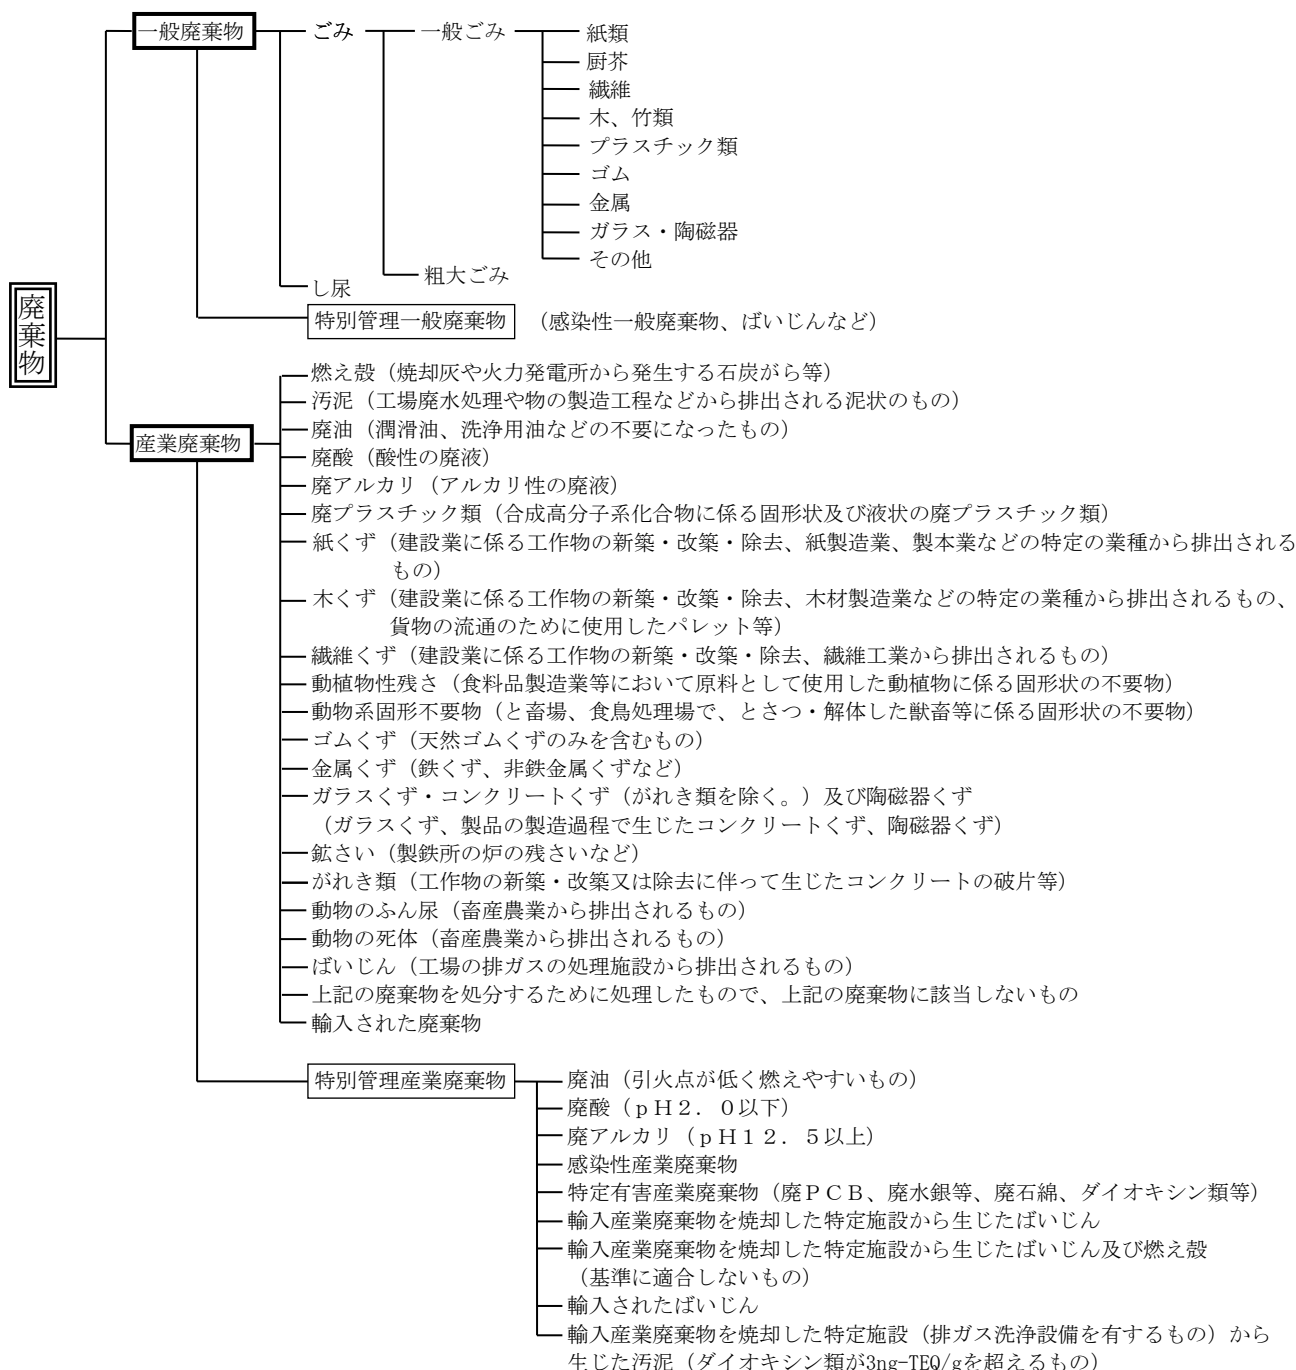 廃棄物
一般廃棄物
ごみ
一般ごみ
紙類
厨芥
繊維
木、竹類
プラスチック類
ゴム
金属
ガラス・陶磁器
その他
粗大ごみ
し尿
特別管理一般廃棄物 (感染性一般廃棄物、ばいじんなど)
産業廃棄物
燃え殻(焼却灰や火力発電所から発生する石炭がら等)
汚泥(工場廃水処理や物の製造工程などから排出される泥状のもの)
廃油(潤滑油、洗浄用油などの不要になったもの)
廃酸(酸性の廃液)
廃アルカリ(アルカリ性の廃液)
廃プラスチック類(合成高分子系化合物に係る固形状及び液状の廃プラスチック類)
紙くず(建設業に係る工作物の新築・改築・除去、紙製造業、製本業などの特定の業種から排出される
もの)
木くず(建設業に係る工作物の新築・改築・除去、木材製造業などの特定の業種から排出されるもの、
貨物の流通のために使用したパレット等)
繊維くず(建設業に係る工作物の新築・改築・除去、繊維工業から排出されるもの)
動植物性残さ(食料品製造業等において原料として使用した動植物に係る固形状の不要物)
動物系固形不要物(と畜場、食鳥処理場で、とさつ・解体した獣畜等に係る固形状の不要物)
ゴムくず(天然ゴムくずのみを含むもの)
金属くず(鉄くず、非鉄金属くずなど)
ガラスくず・コンクリートくず(がれき類を除く。)及び陶磁器くず
(ガラスくず、製品の製造過程で生じたコンクリートくず、陶磁器くず)
鉱さい(製鉄所の炉の残さいなど)
がれき類(工作物の新築・改築又は除去に伴って生じたコンクリートの破片等)
動物のふん尿(畜産農業から排出されるもの)
動物の死体(畜産農業から排出されるもの)
ばいじん(工場の排ガスの処理施設から排出されるもの)
上記の廃棄物を処分するために処理したもので、上記の廃棄物に該当しないもの
輸入された廃棄物
特別管理産業廃棄物
廃油(引火点が低く燃えやすいもの)
廃酸(pH2.0以下)
廃アルカリ(pH12.5以上)
感染性産業廃棄物
特定有害産業廃棄物(廃PCB、廃水銀等、廃石綿、ダイオキシン類等)
輸入産業廃棄物を焼却した特定施設から生じたばいじん
輸入産業廃棄物を焼却した特定施設から生じたばいじん及び燃え殻
(基準に適合しないもの)
輸入されたばいじん
輸入産業廃棄物を焼却した特定施設(排ガス洗浄設備を有するもの)から
生じた汚泥(ダイオキシン類が3ng-TEQ/gを超えるもの)